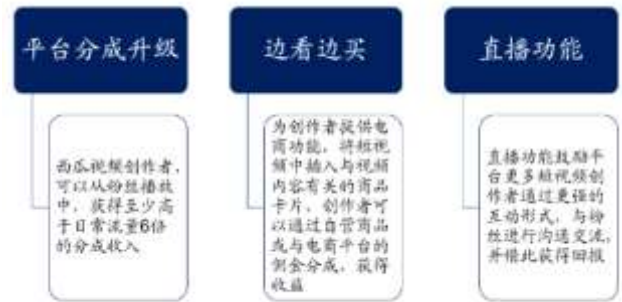 平台分成升级
西瓜视频创作者，
可以从粉丝播放
中，获得至少高
于日常流量6倍
的分成收入
边看边买
为创作者提供电
商功能，将短视
频中插入与视频
内容有关的商品
卡片，创作者可
以通过自营商品
或与电商平台的
佣金分成，获得
收益
直播功能
直播功能鼓励平
台更多短视频创
作者通过更强的
互动形式，与粉
丝进行沟通交流，
并借此获得回报